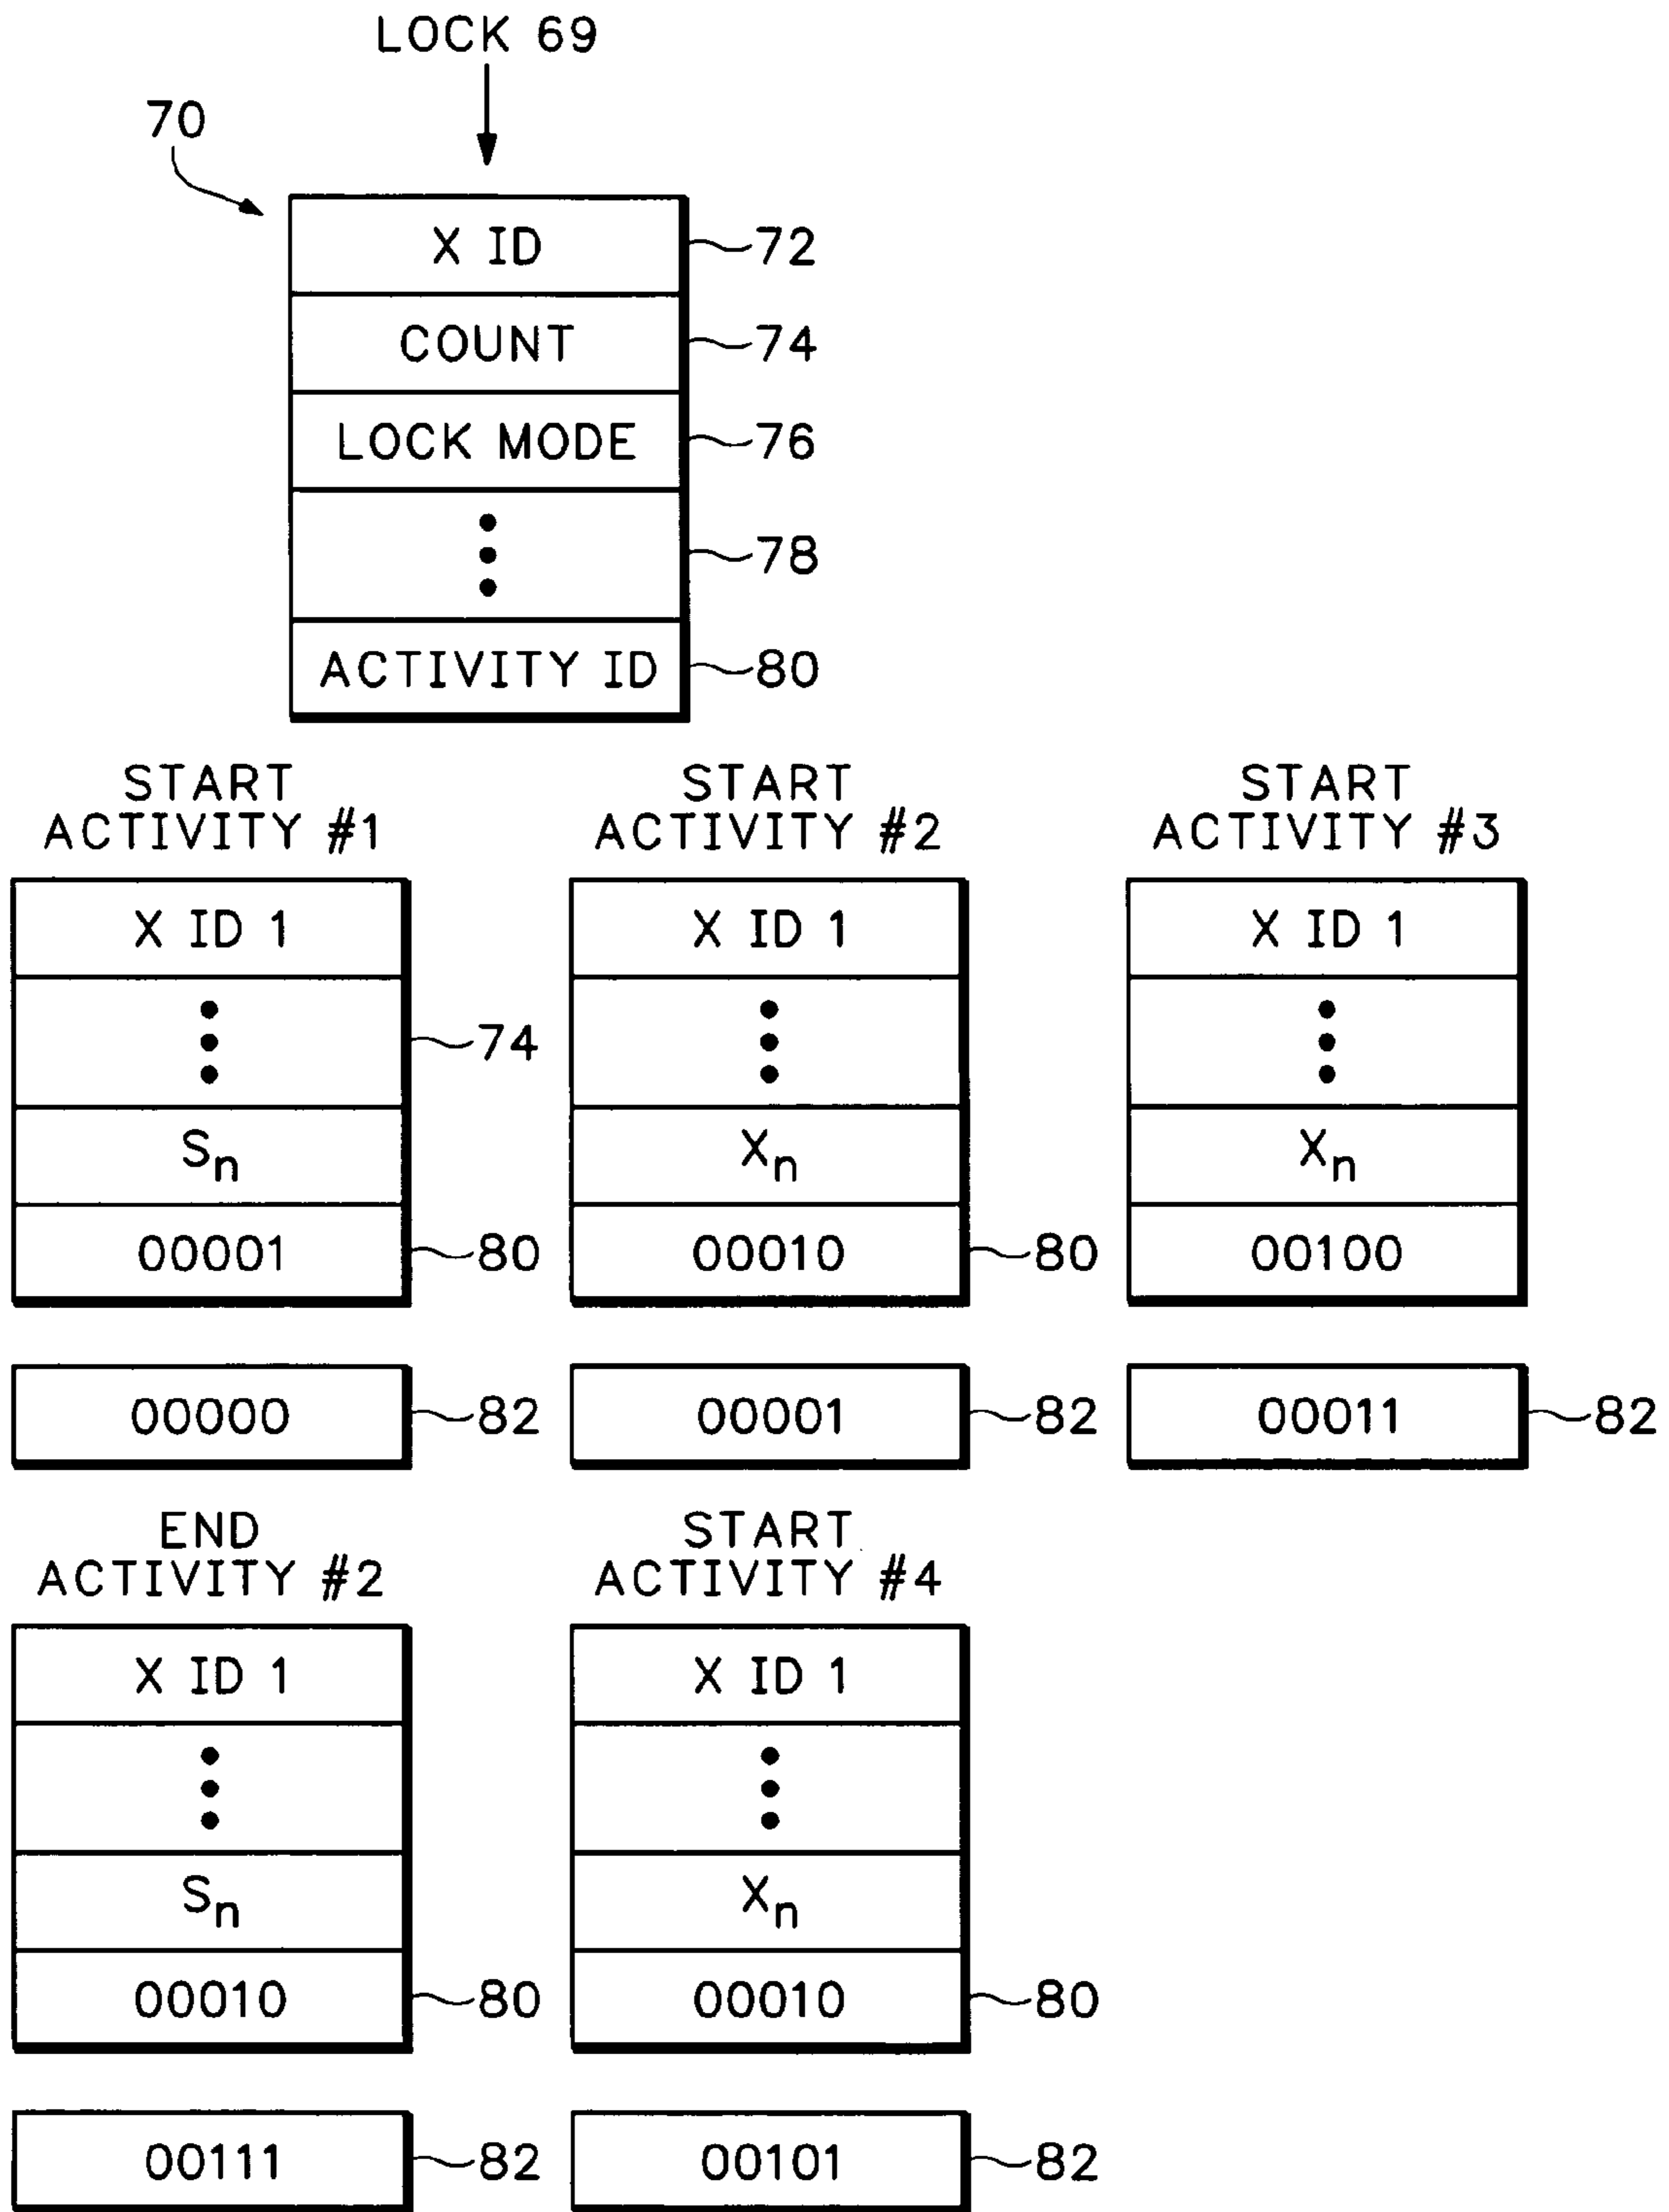 LOCK 69
70
X ID 72
COUNT 74
LOCK MODE 76
78
ACTIVITY ID 80
START
ACTIVITY #1
X ID 1
74
Sn
00001 80
00000 82
START
ACTIVITY #2
X ID 1
Xn
00010 80
00001 82
START
ACTIVITY #3
X ID 1
Xn
00100
00011 82
END
ACTIVITY #2
X ID 1
Sn
00010 80
00111 82
START
ACTIVITY #4
X ID 1
Xn
00010 80
00101 82